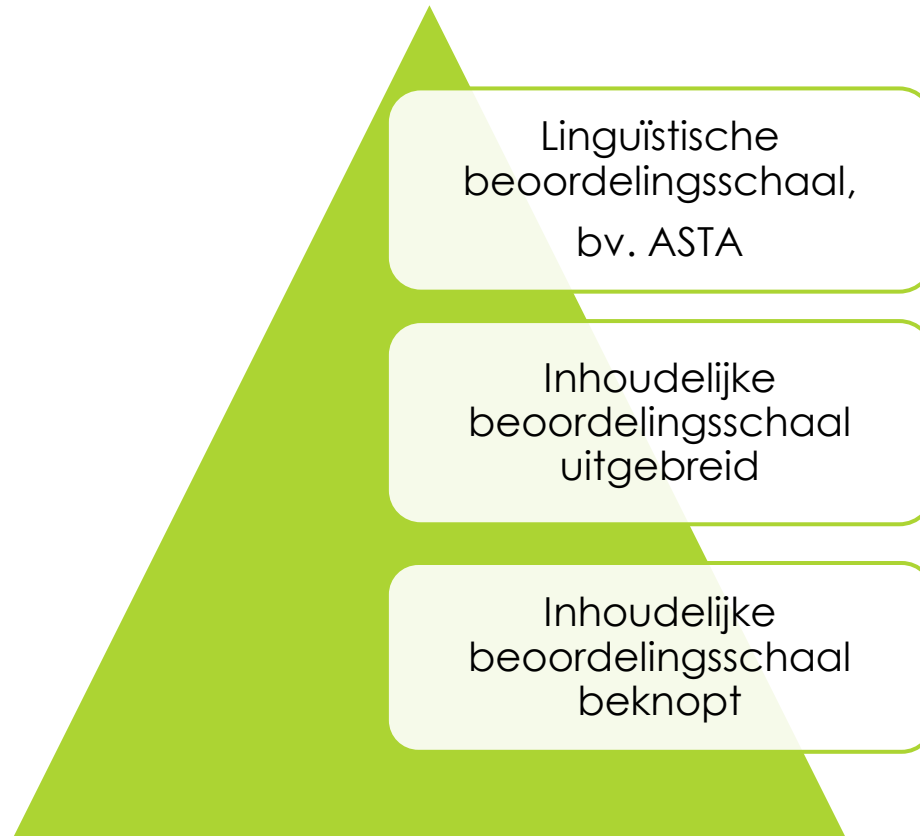 Linguïstische
beoordelingsschaal,
bv. ASTA
Inhoudelijke
beoordelingsschaal
uitgebreid
Inhoudelijke
beoordelingsschaal
beknopt